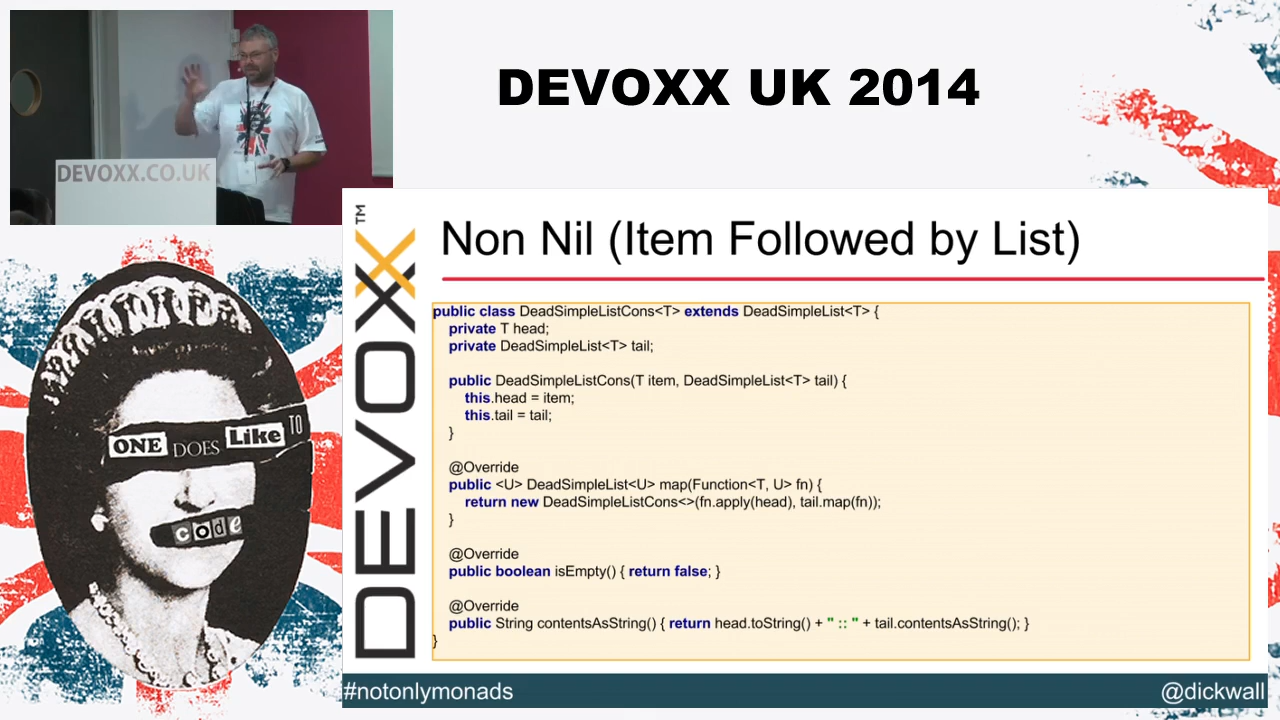 DEVOXX UK 2014
DEVOXX.CO.UK
ONE DOES Like TO
code
DEVOXX™
Non Nil (Item Followed by List)
public class DeadSimpleListCons<T> extends DeadSimpleList<T> {
    private T head;
    private DeadSimpleList<T> tail;
    public DeadSimpleListCons(T item, DeadSimpleList<T> tail) {
        this.head = item;
        this.tail = tail;
    }
    @Override
    public <U> DeadSimpleList<U> map(Function<T, U> fn) {
        return new DeadSimpleListCons<>(fn.apply(head), tail.map(fn));
    }
    @Override
    public boolean isEmpty() { return false; }
    @Override
    public String contentsAsString() { return head.toString() + " :: " + tail.contentsAsString(); }
}
#notonlymonads
@dickwall